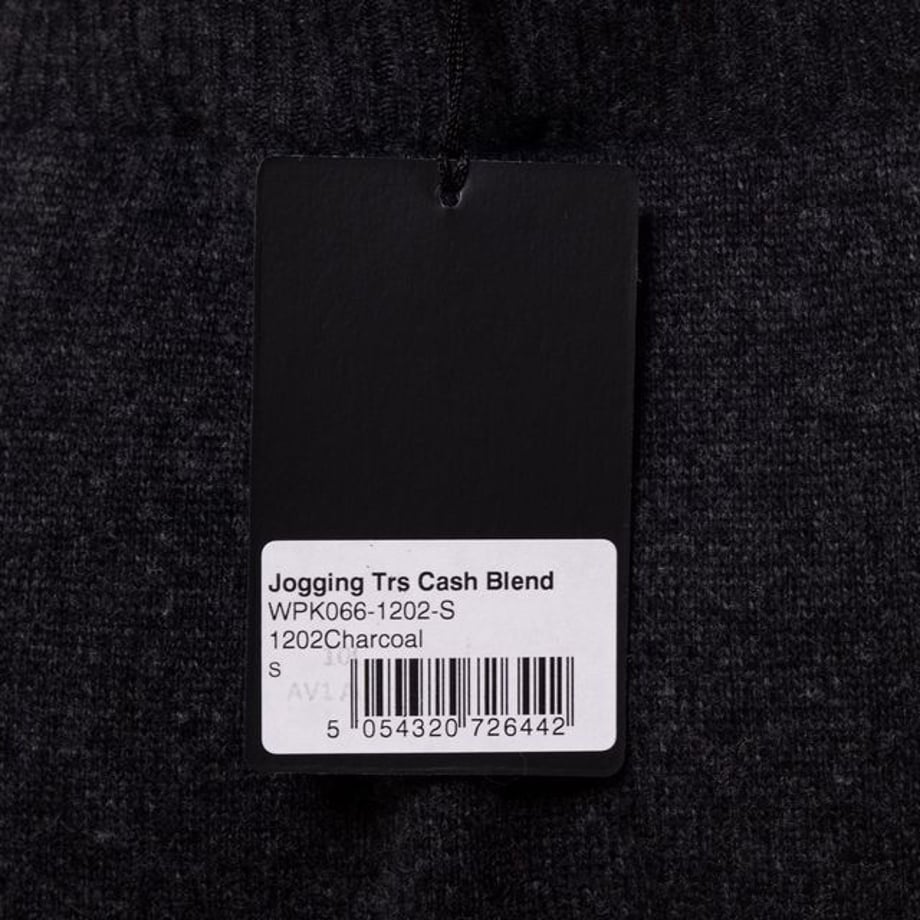 Jogging Trs Cash Blend
WPK066-1202-S
1202Charcoal
S
5 054320 726442